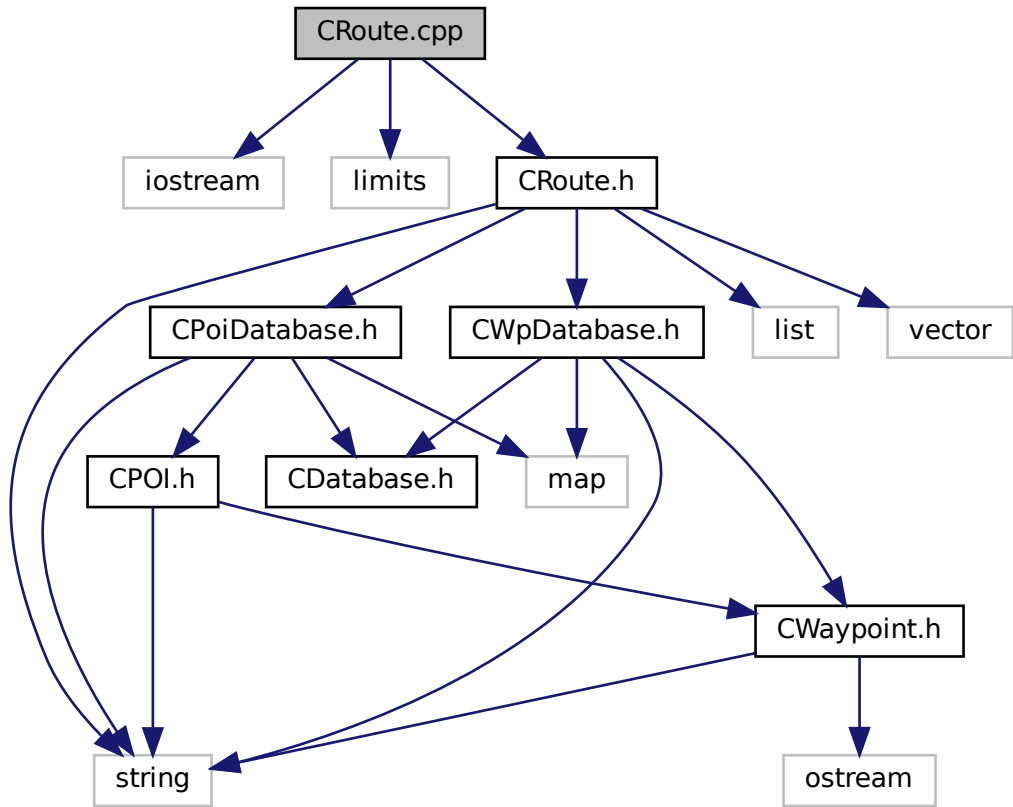 CRoute.cpp
iostream
limits
CRoute.h
CPoiDatabase.h
CWpDatabase.h
list
vector
CPOI.h
CDatabase.h
map
CWaypoint.h
string
ostream